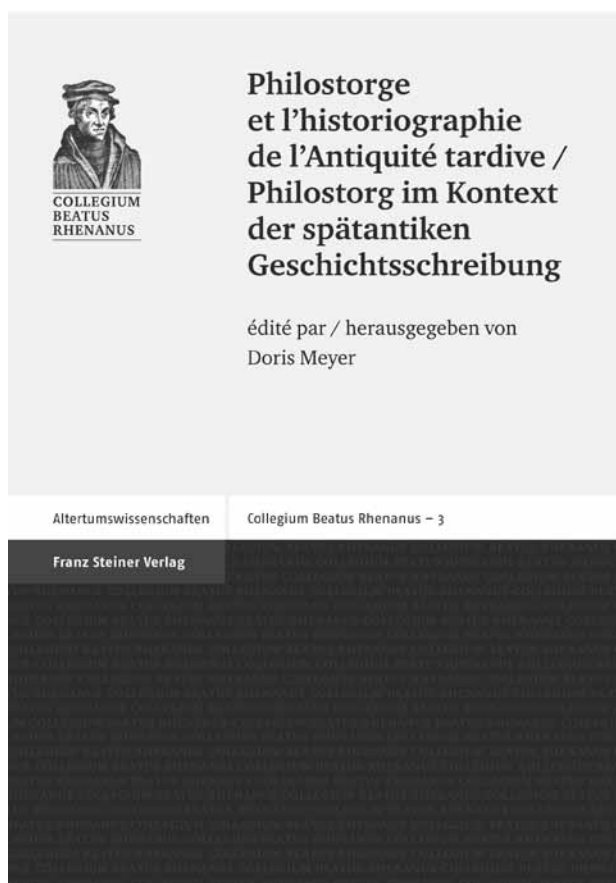 COLLEGIUM
BEATUS
RHENANUS
Philostorge
et l'historiographie
de l'Antiquité tardive /
Philostorg im Kontext
der spätantiken
Geschichtsschreibung
édité par / herausgegeben von
Doris Meyer
Altertumswissenschaften
Collegium Beatus Rhenanus – 3
Franz Steiner Verlag